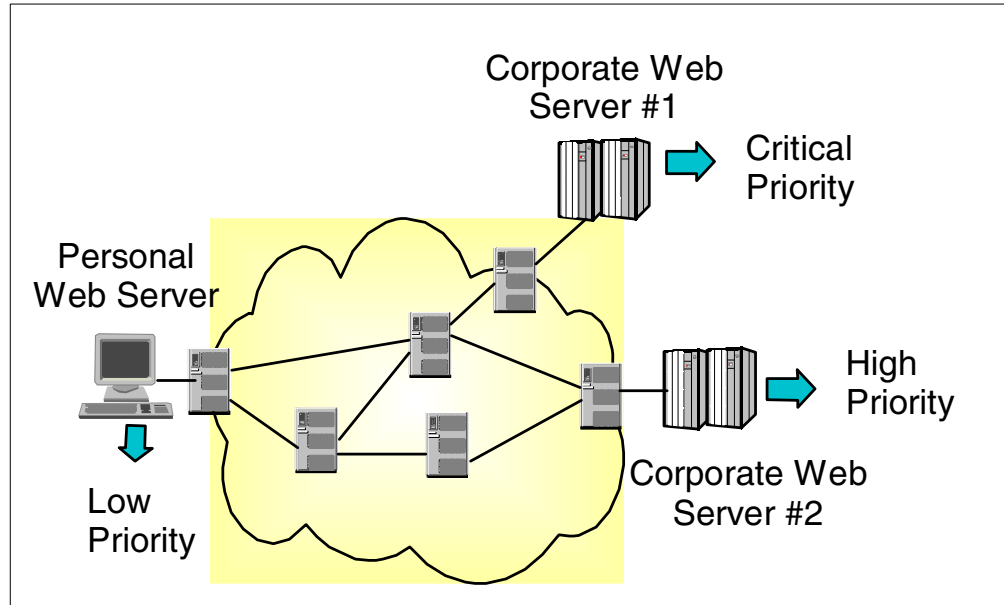 Corporate Web
Server #1
Critical
Priority
Personal
Web Server
High
Priority
Low
Priority
Corporate Web
Server #2